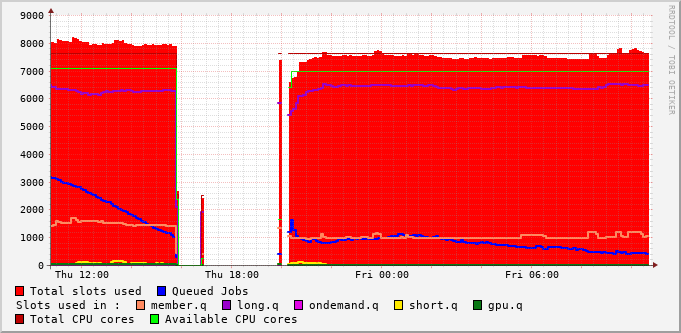 9000
8000
7000
6000
5000
4000
3000
2000
1000
0
Thu 12:00 Thu 18:00 Fri 00:00 Fri 06:00
RRDTOOL / TOBI OETIKER
Total slots used Queued Jobs
Slots used in : member.q long.q ondemand.q short.q gpu.q
Total CPU cores Available CPU cores